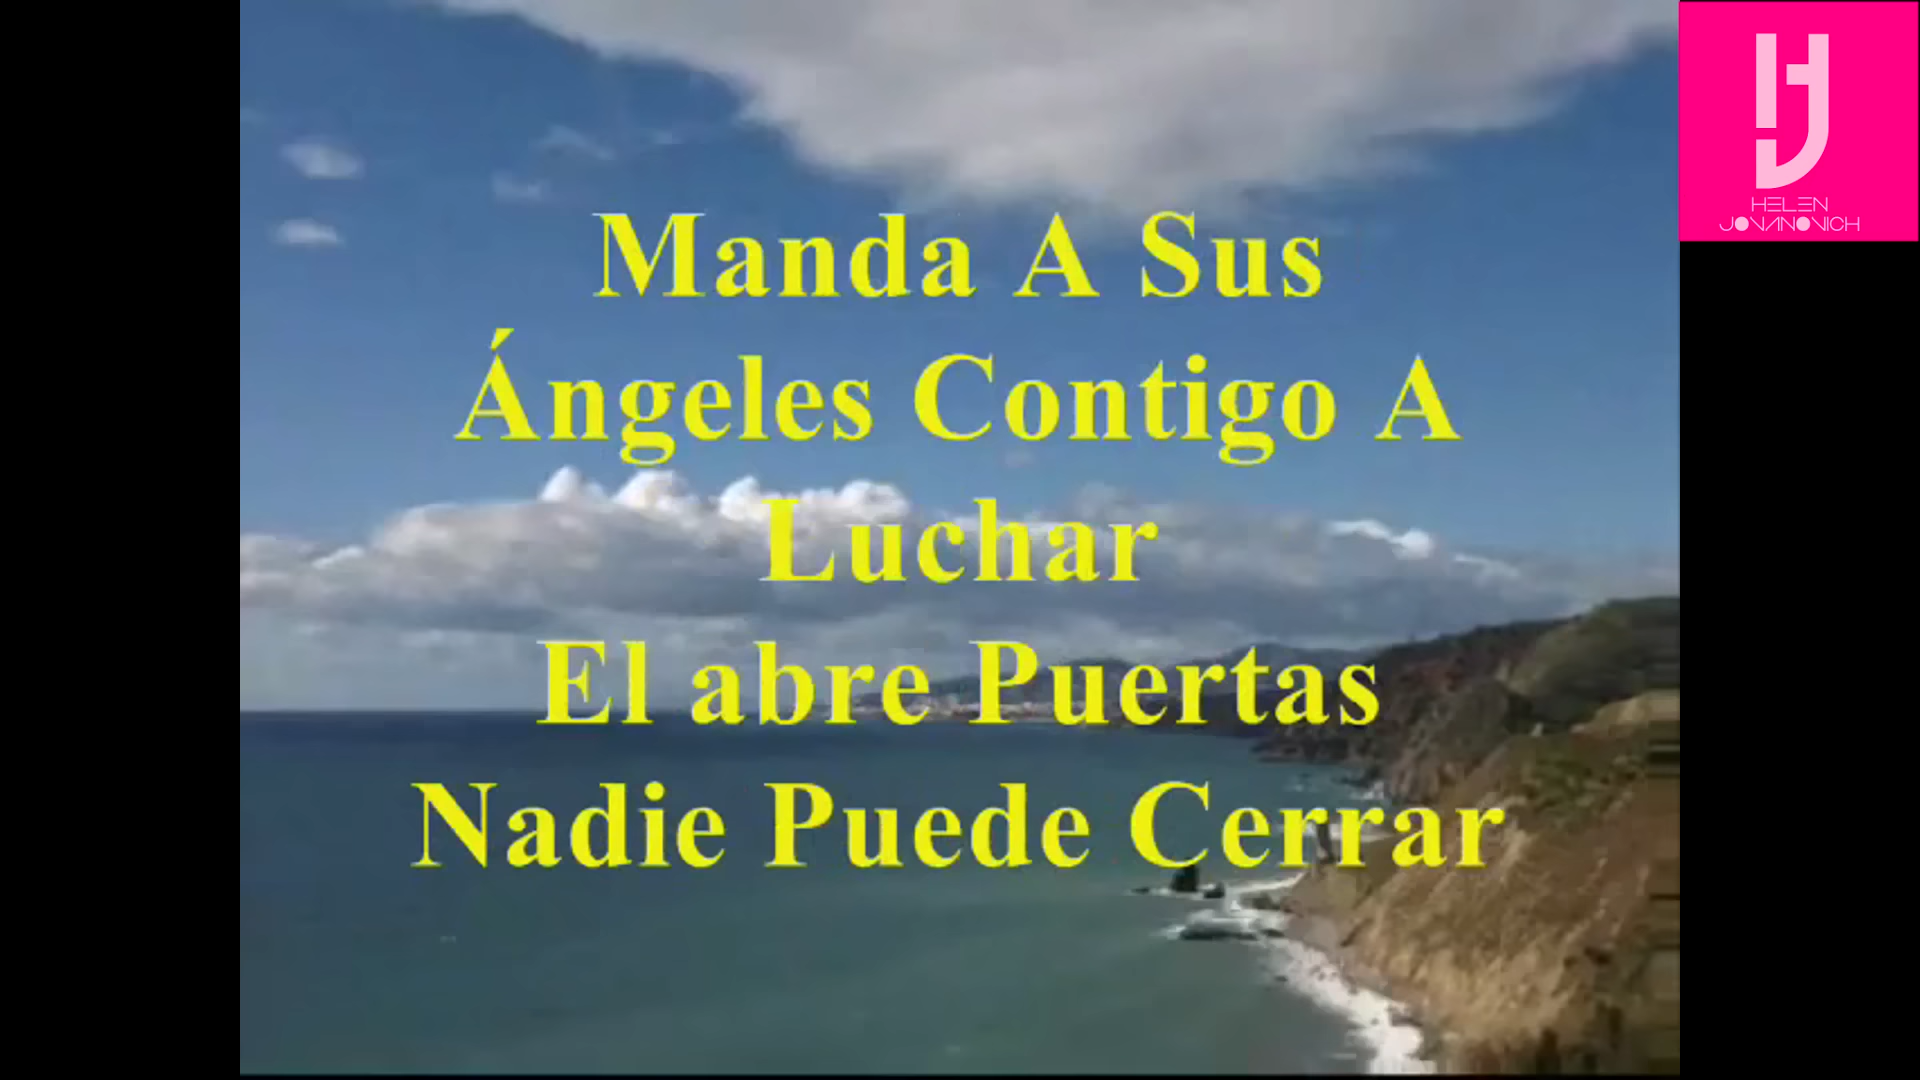 Manda A Sus
Ángeles Contigo A
Luchar
El abre Puertas
Nadie Puede Cerrar
HELEN
JOVANOVICH